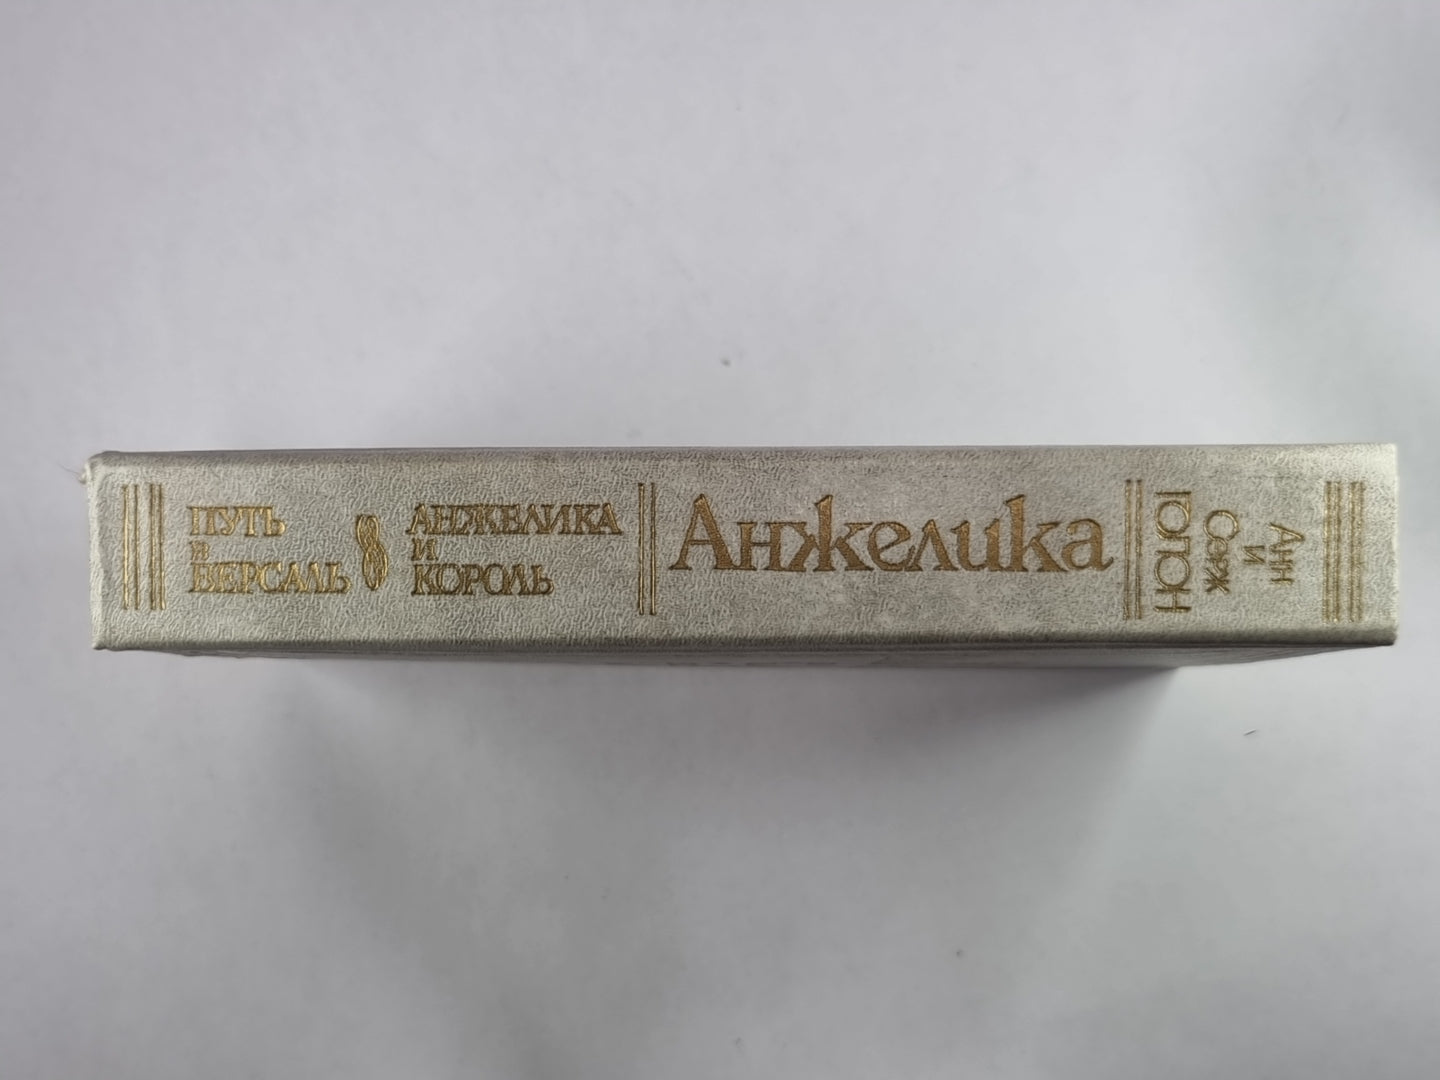 ПУТЬ
в
ВЕРСАЛЬ
АНЖЕЛИКА
И
КОРОЛЬ
Анжелика
Анн
и
Серж
ГОЛОН